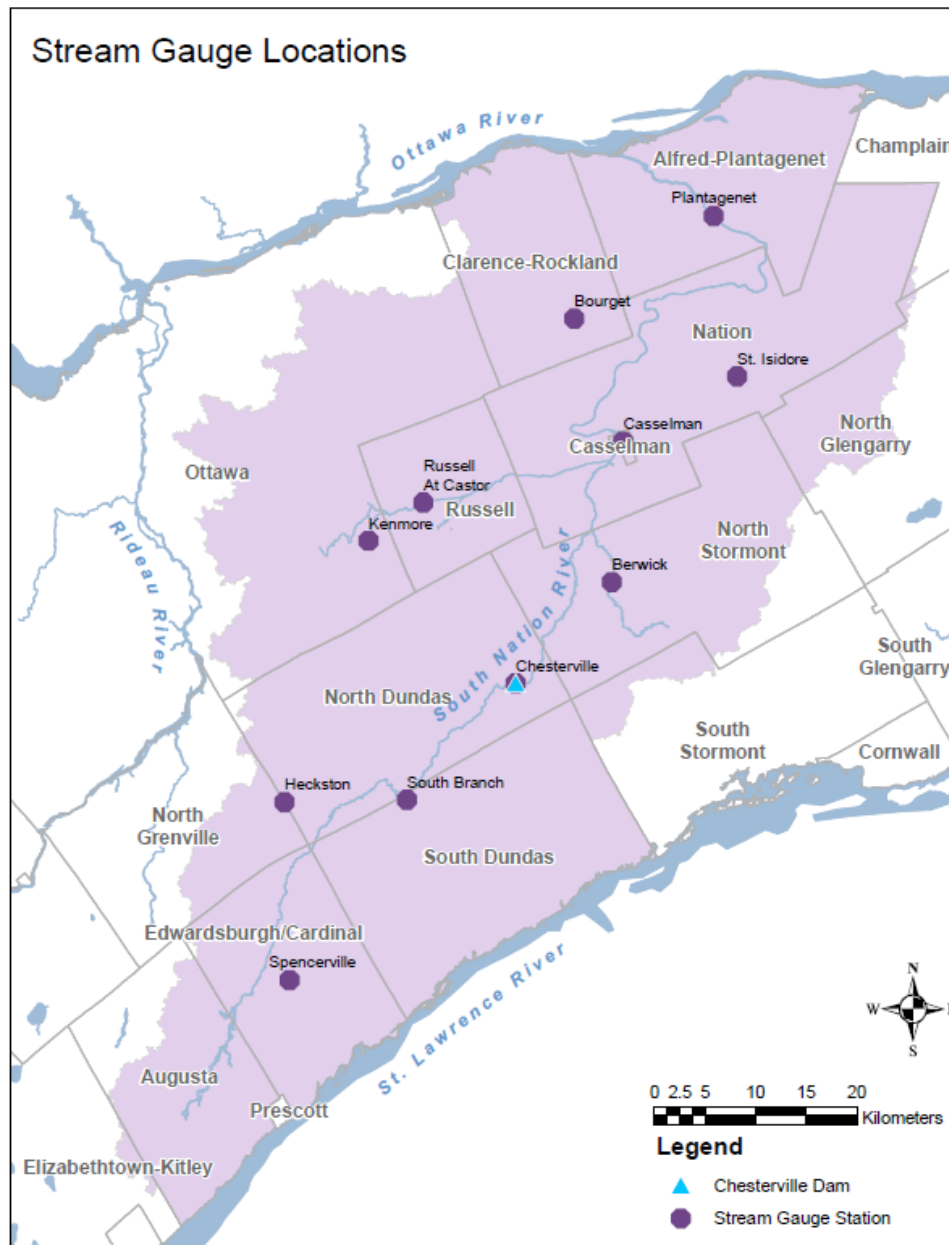 Stream Gauge Locations
Ottawa River
Alfred-Plantagenet
Champlain
Plantagenet
Clarence-Rockland
Bourget
Nation
St. Isidore
North
Glengarry
Casselman
Casselman
Ottawa
Russell
At Castor
Russell
Kenmore
North
Stormont
Rideau River
Berwick
South Nation River
South
Glengarry
Chesterville
North Dundas
South
Stormont
Cornwall
Heckston
South Branch
North
Grenville
South Dundas
Edwardsburgh/Cardinal
Spencerville
St. Lawrence River
N
W
S
Augusta
Prescott
0 2.5 5 10 15 20
Kilometers
Legend
Elizabethtown-Kitley
Chesterville Dam
Stream Gauge Station